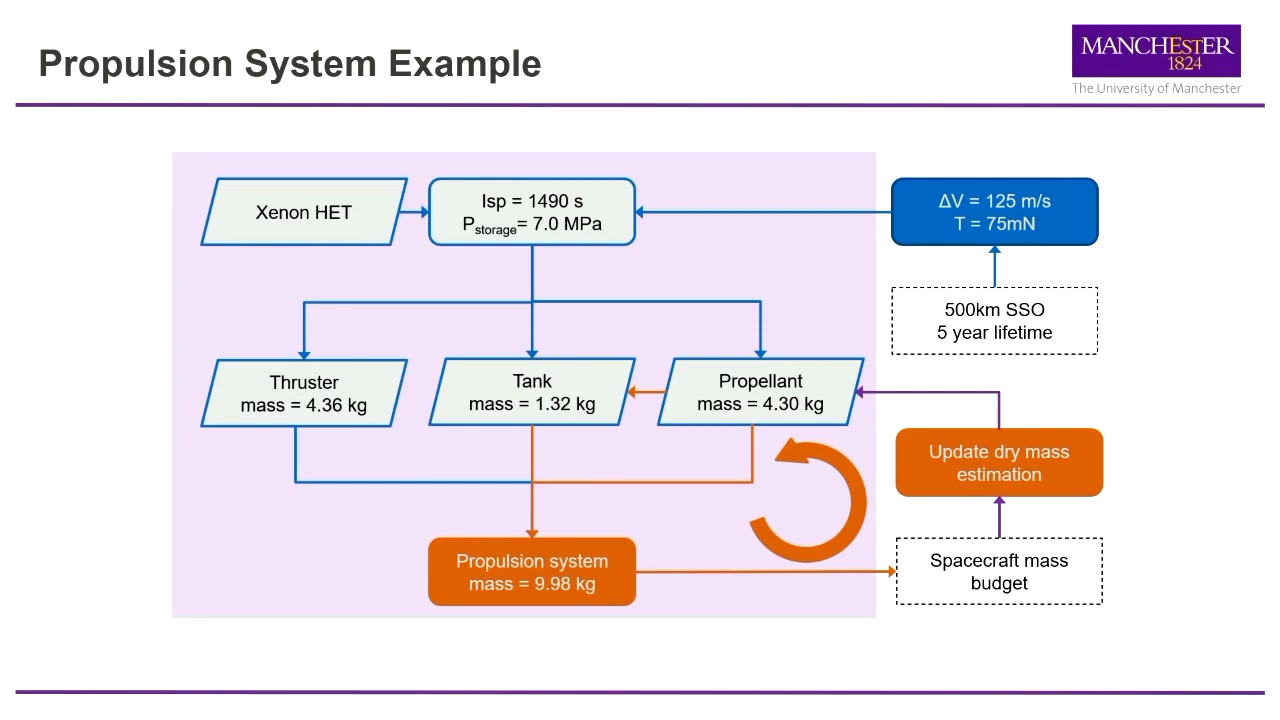 Propulsion System Example
MANCHESTER
1824
The University of Manchester
Xenon HET
Isp = 1490 s
Pstorage= 7.0 MPa
ΔV = 125 m/s
T = 75mN
500km SSO
5 year lifetime
Thruster
mass = 4.36 kg
Tank
mass = 1.32 kg
Propellant
mass = 4.30 kg
Update dry mass
estimation
Propulsion system
mass = 9.98 kg
Spacecraft mass
budget